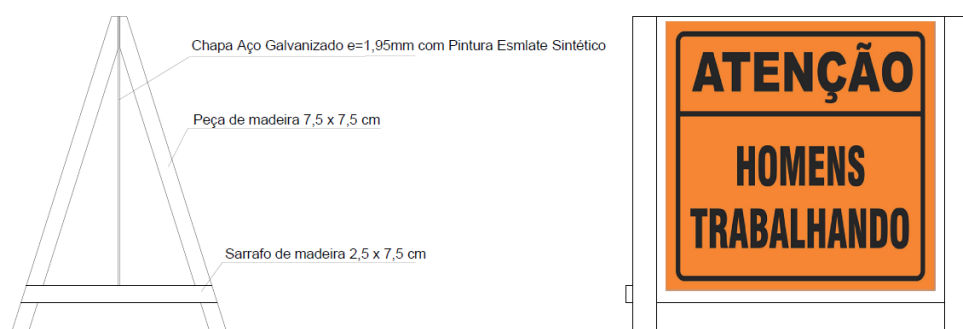 Chapa Aço Galvanizado e=1,95mm com Pintura Esmlate Sintético
Peça de madeira 7,5 x 7,5 cm
Sarrafo de madeira 2,5 x 7,5 cm
ATENÇÃO
HOMENS
TRABALHANDO